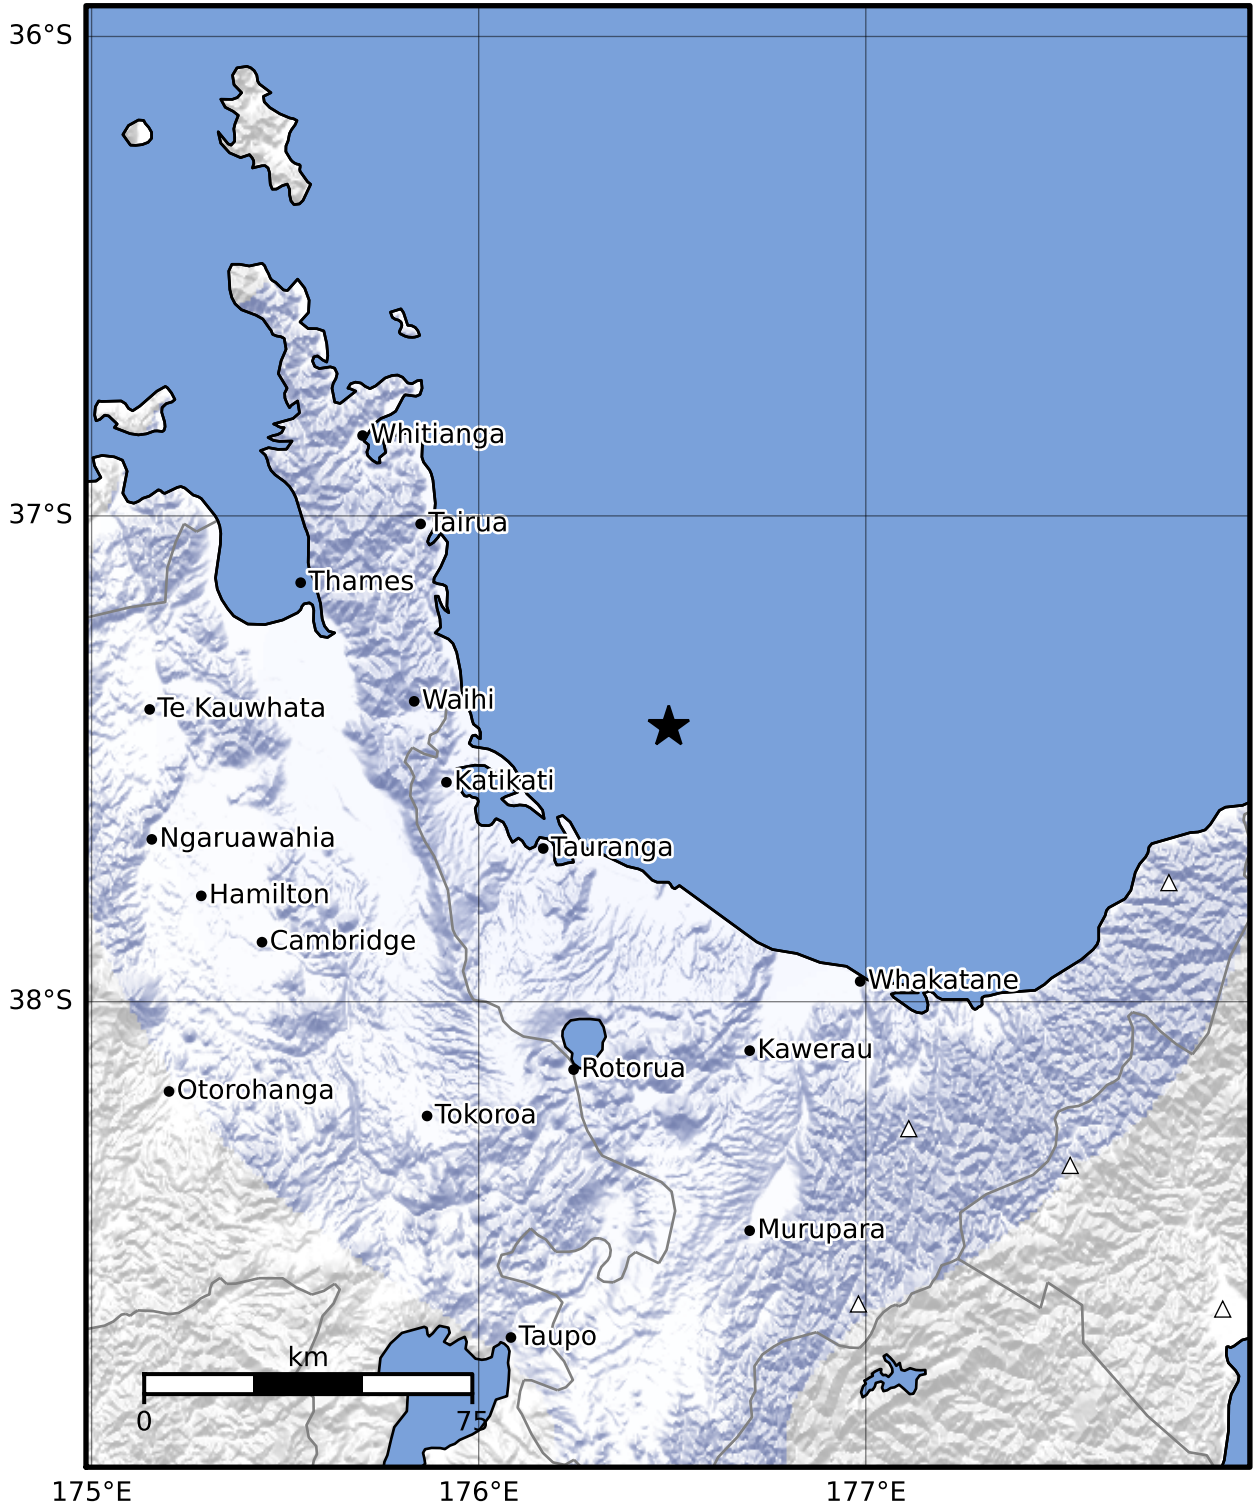 36°S
Whitianga
37°S
Tairua
Thames
Waihi
Te Kauwhata
Katikati
Ngaruawahia
Tauranga
Hamilton
Cambridge
Whakatane
38°S
Kawerau
Rotorua
Otorohanga
Tokoroa
Murupara
Taupo
km
0 75
175°E 176°E 177°E